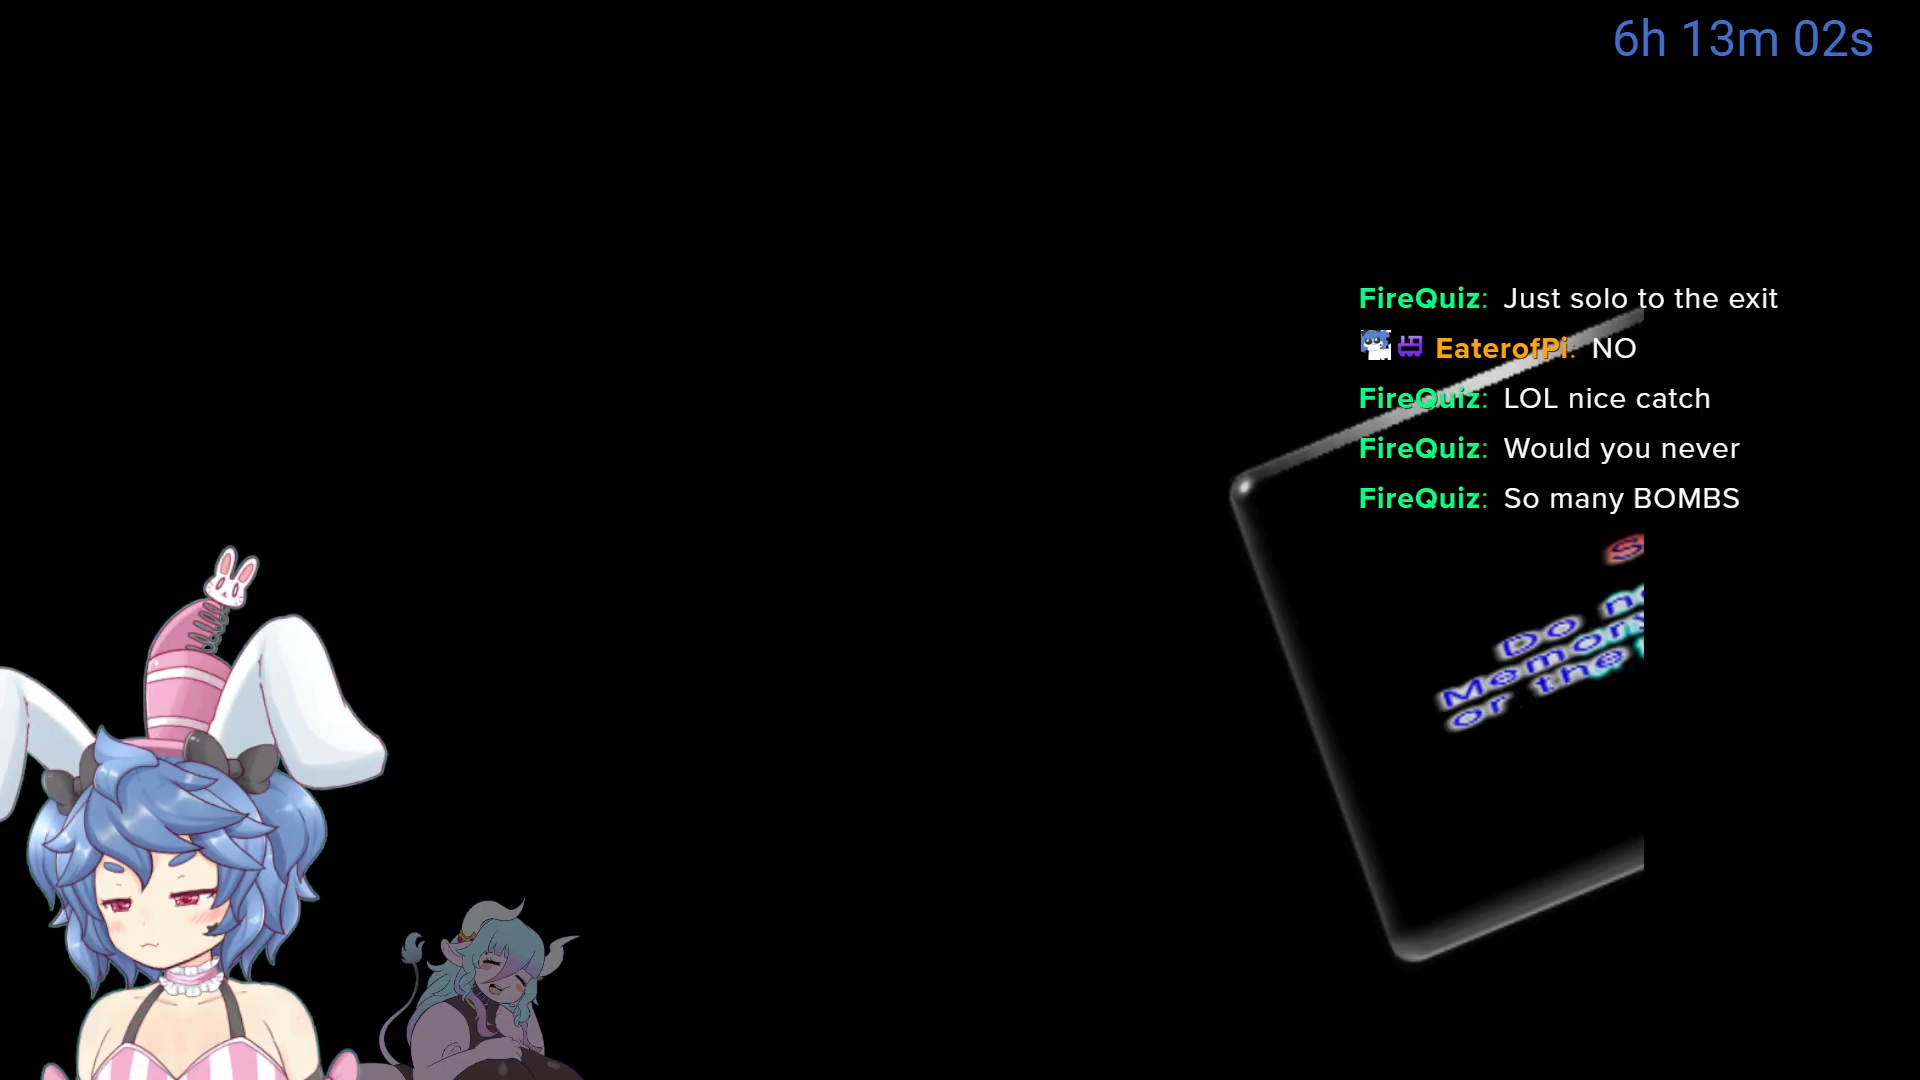 6h 13m 02s
FireQuiz: Just solo to the exit
EaterofPi: NO
FireQuiz: LOL nice catch
FireQuiz: Would you never
FireQuiz: So many BOMBS
Do
Memory
or the